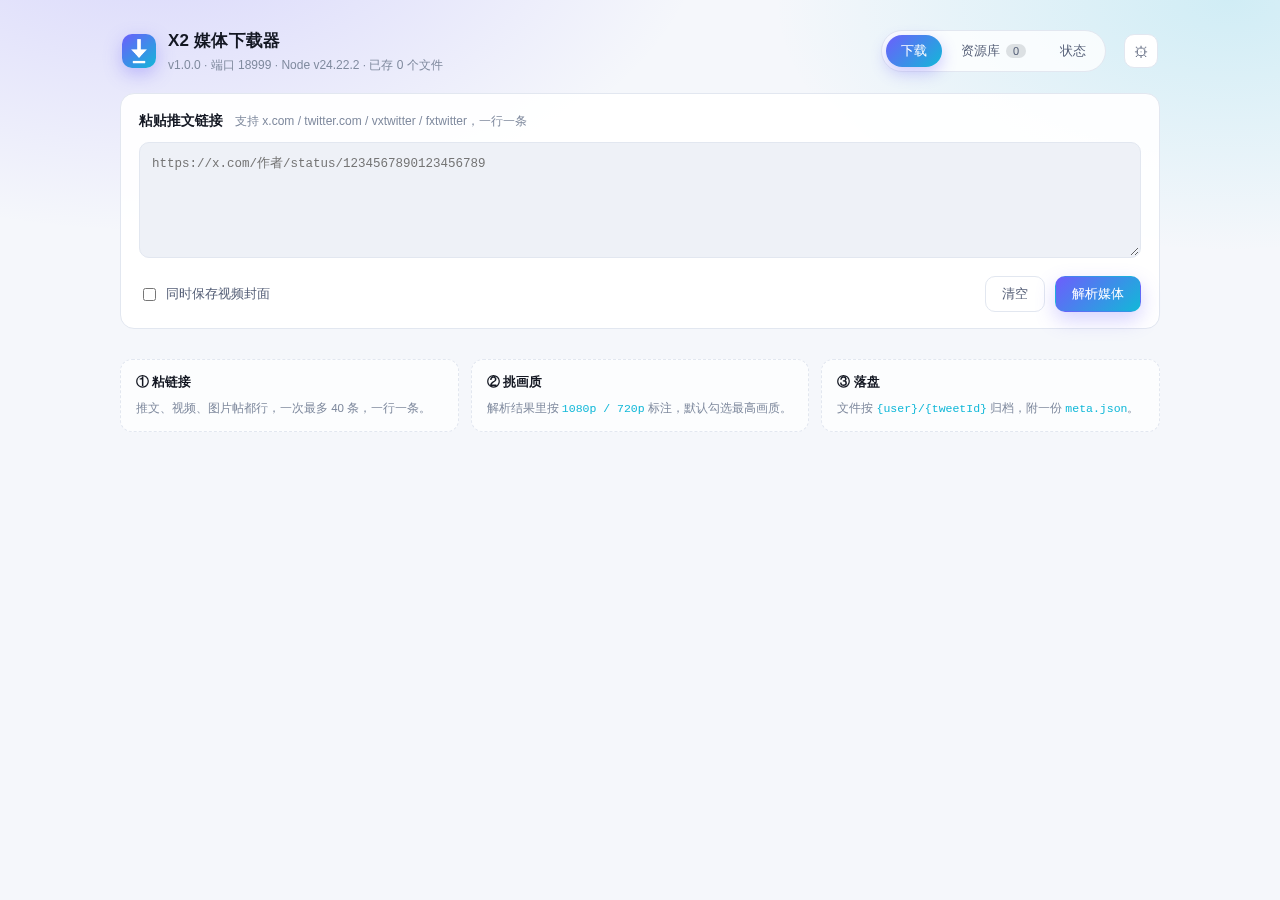 X2 媒体下载器
v1.0.0 · 端口 18999 · Node v24.22.2 · 已存 0 个文件
下载
资源库 0
状态
粘贴推文链接 支持 x.com / twitter.com / vxtwitter / fxtwitter，一行一条
https://x.com/作者/status/1234567890123456789
同时保存视频封面
清空
解析媒体
① 粘链接
推文、视频、图片帖都行，一次最多 40 条，一行一条。
② 挑画质
解析结果里按 1080p / 720p 标注，默认勾选最高画质。
③ 落盘
文件按 {user}/{tweetId} 归档，附一份 meta.json。